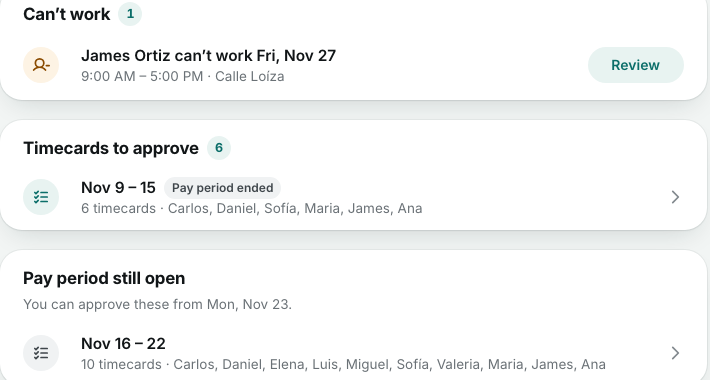 Can’t work 1
James Ortiz can’t work Fri, Nov 27
9:00 AM – 5:00 PM · Calle Loíza
Review
Timecards to approve 6
Nov 9 – 15 Pay period ended
6 timecards · Carlos, Daniel, Sofía, Maria, James, Ana
Pay period still open
You can approve these from Mon, Nov 23.
Nov 16 – 22
10 timecards · Carlos, Daniel, Elena, Luis, Miguel, Sofía, Valeria, Maria, James, Ana